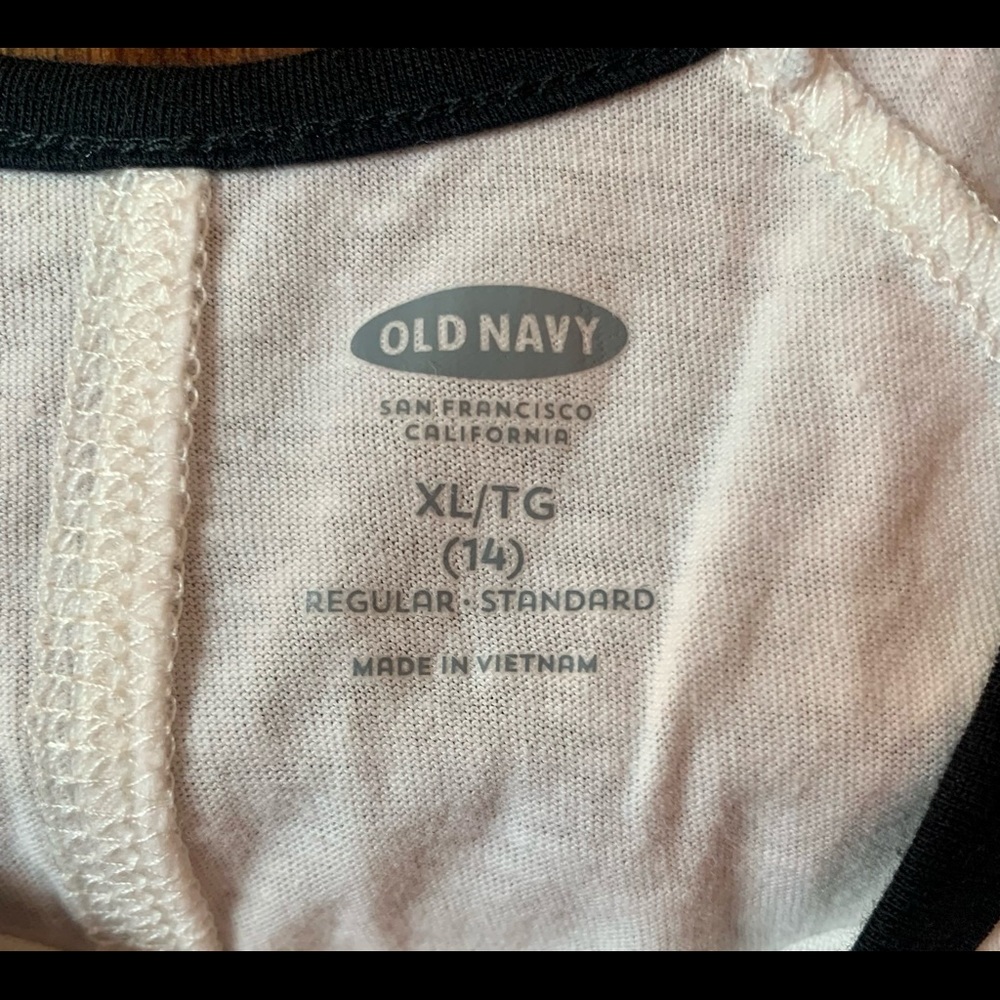 OLD NAVY
SAN FRANCISCO
CALIFORNIA
XL/TG
(14)
REGULAR · STANDARD
MADE IN VIETNAM